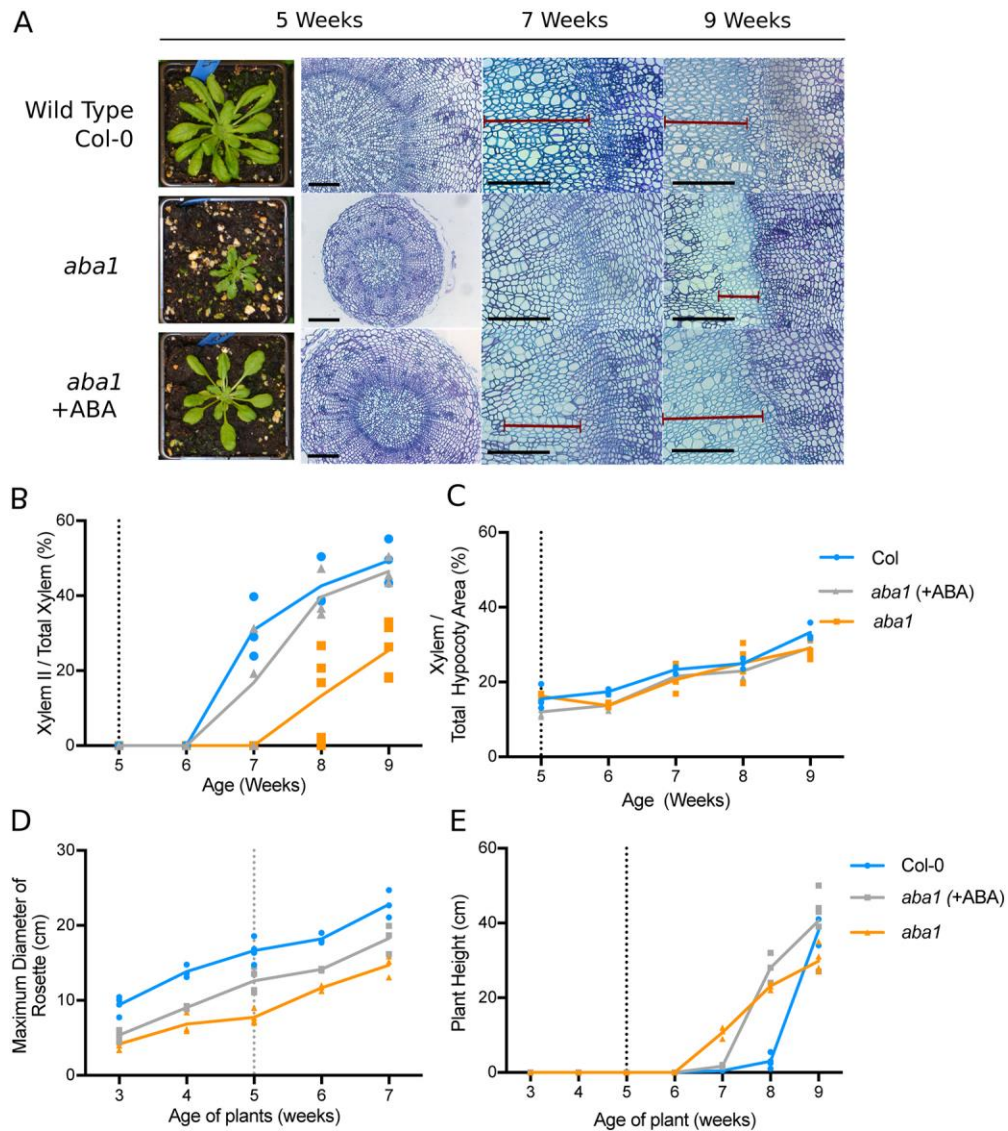 A
5 Weeks
7 Weeks
9 Weeks
Wild Type
Col-0
aba1
aba1
+ABA
B
Xylem II / Total Xylem (%)
60
40
20
0
5
6
7
8
9
Age (Weeks)
C
Xylem /
Total Hypocoty Area (%)
60
40
20
0
5
6
7
8
9
Age (Weeks)
Col
aba1 (+ABA)
aba1
D
Maximum Diameter of
Rosette (cm)
30
20
10
0
3
4
5
6
7
Age of plants (weeks)
E
Plant Height (cm)
60
40
20
0
3
4
5
6
7
8
9
Age of plant (weeks)
Col-0
aba1 (+ABA)
aba1